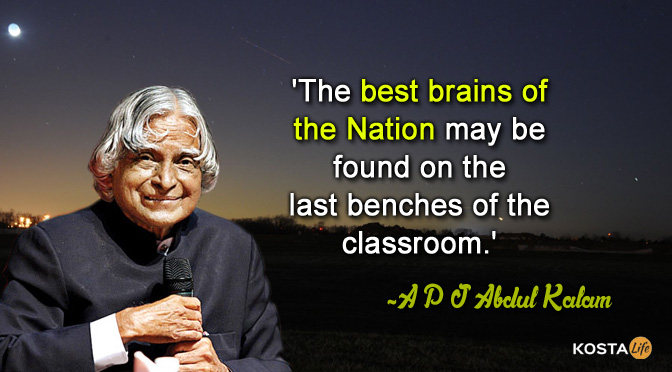 'The best brains of
the Nation may be
found on the
last benches of the
classroom.'
~A P J Abdul Kalam
KOSTA Life